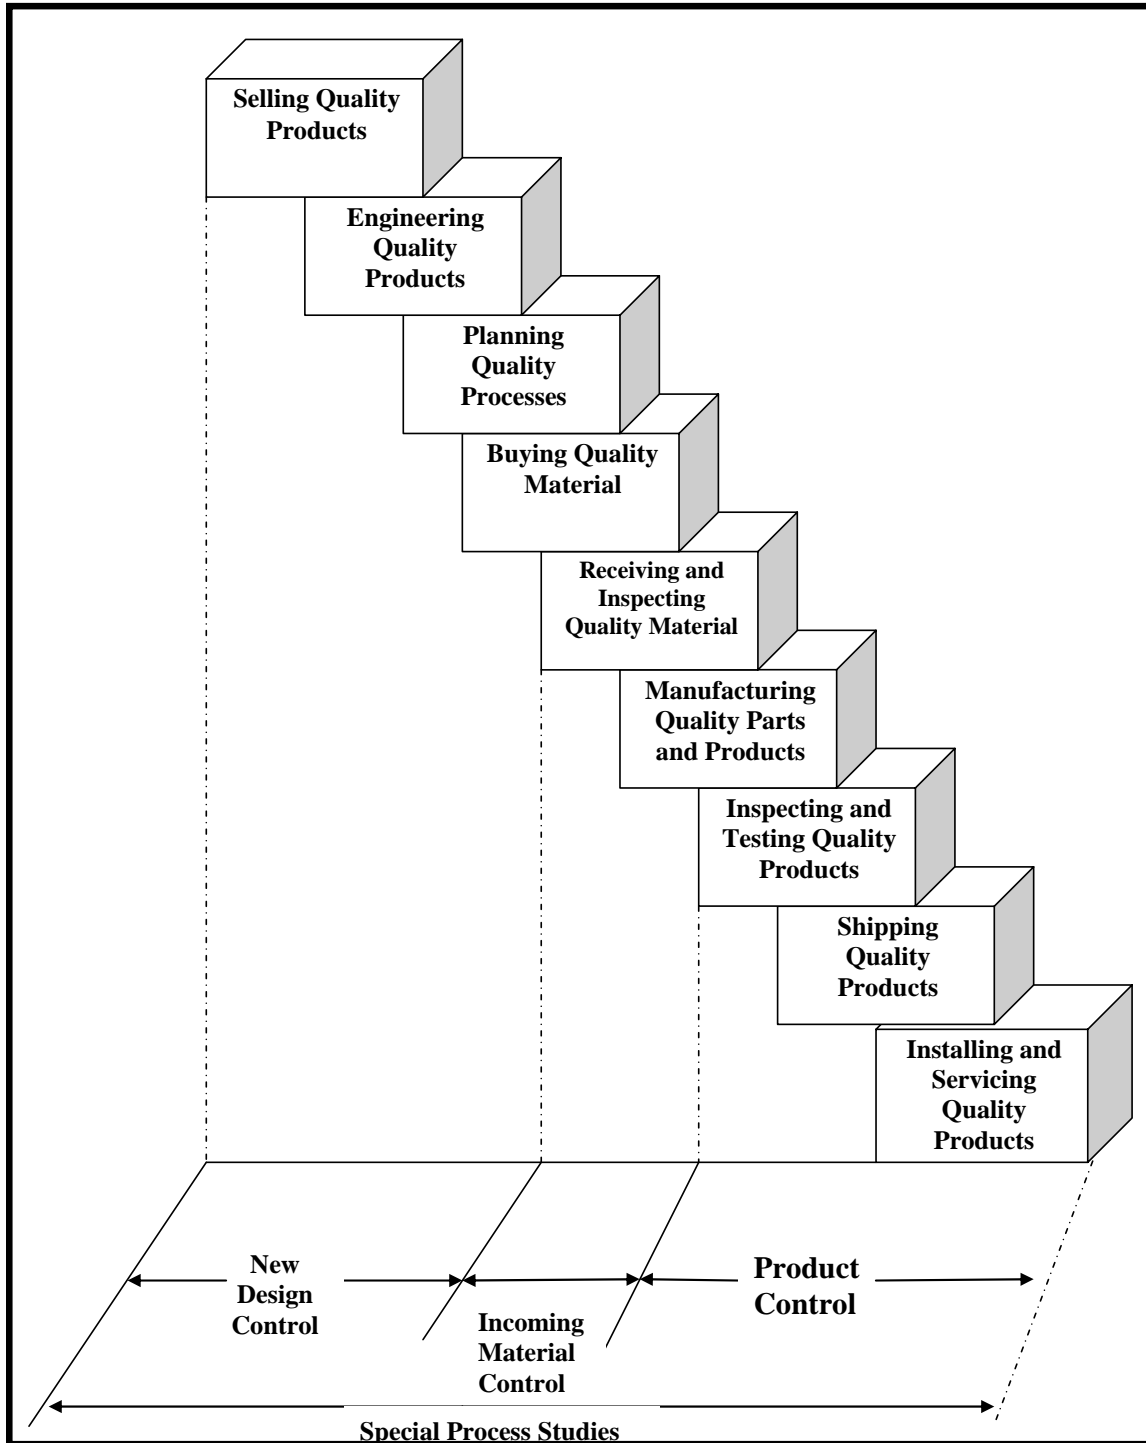 Selling Quality
Products
Engineering
Quality
Products
Planning
Quality
Processes
Buying Quality
Material
Receiving and
Inspecting
Quality Material
Manufacturing
Quality Parts
and Products
Inspecting and
Testing Quality
Products
Shipping
Quality
Products
Installing and
Servicing
Quality
Products
New
Design
Control
Incoming
Material
Control
Product
Control
Special Process Studies